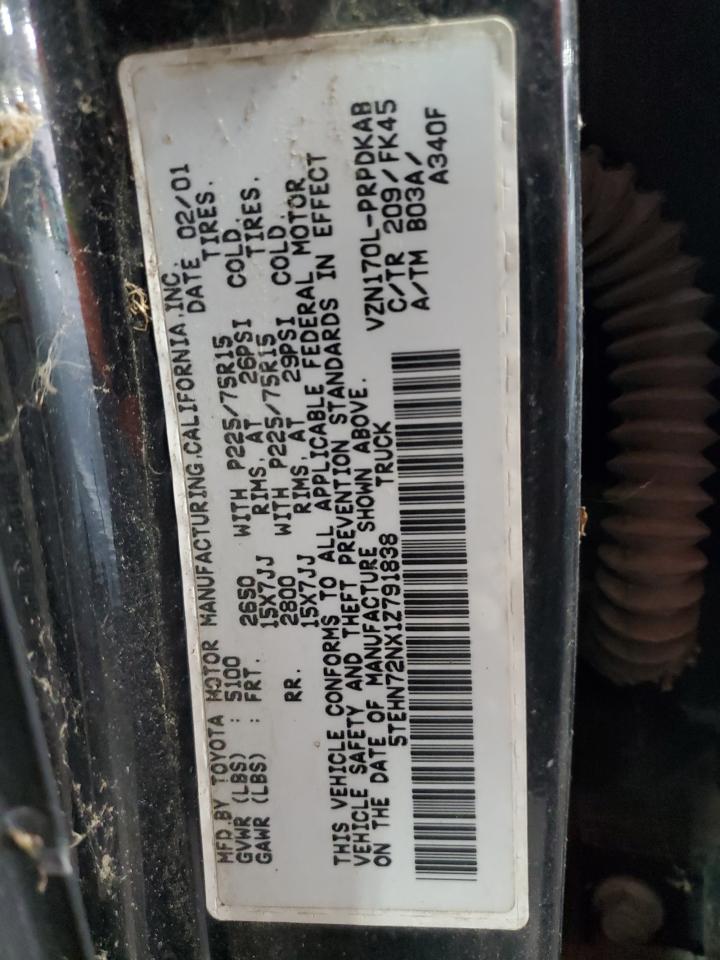 MFD.BY TOYOTA MOTOR MANUFACTURING,CALIFORNIA,INC.
DATE 02/01
GVWR (LBS) : 5100
GAWR (LBS) : FRT. 2650 WITH P225/75R15 TIRES.
15X7JJ RIMS, AT 26PSI COLD.
RR. 2800 WITH P225/75R15 TIRES.
15X7JJ RIMS, AT 29PSI COLD.
THIS VEHICLE CONFORMS TO ALL APPLICABLE FEDERAL MOTOR
VEHICLE SAFETY AND THEFT PREVENTION STANDARDS IN EFFECT
ON THE DATE OF MANUFACTURE SHOWN ABOVE.
5TEHN72NX1Z791838 TRUCK
VZN170L-PRPDKAB
C/TR 209/FK45
A/TM B03A/
A340F